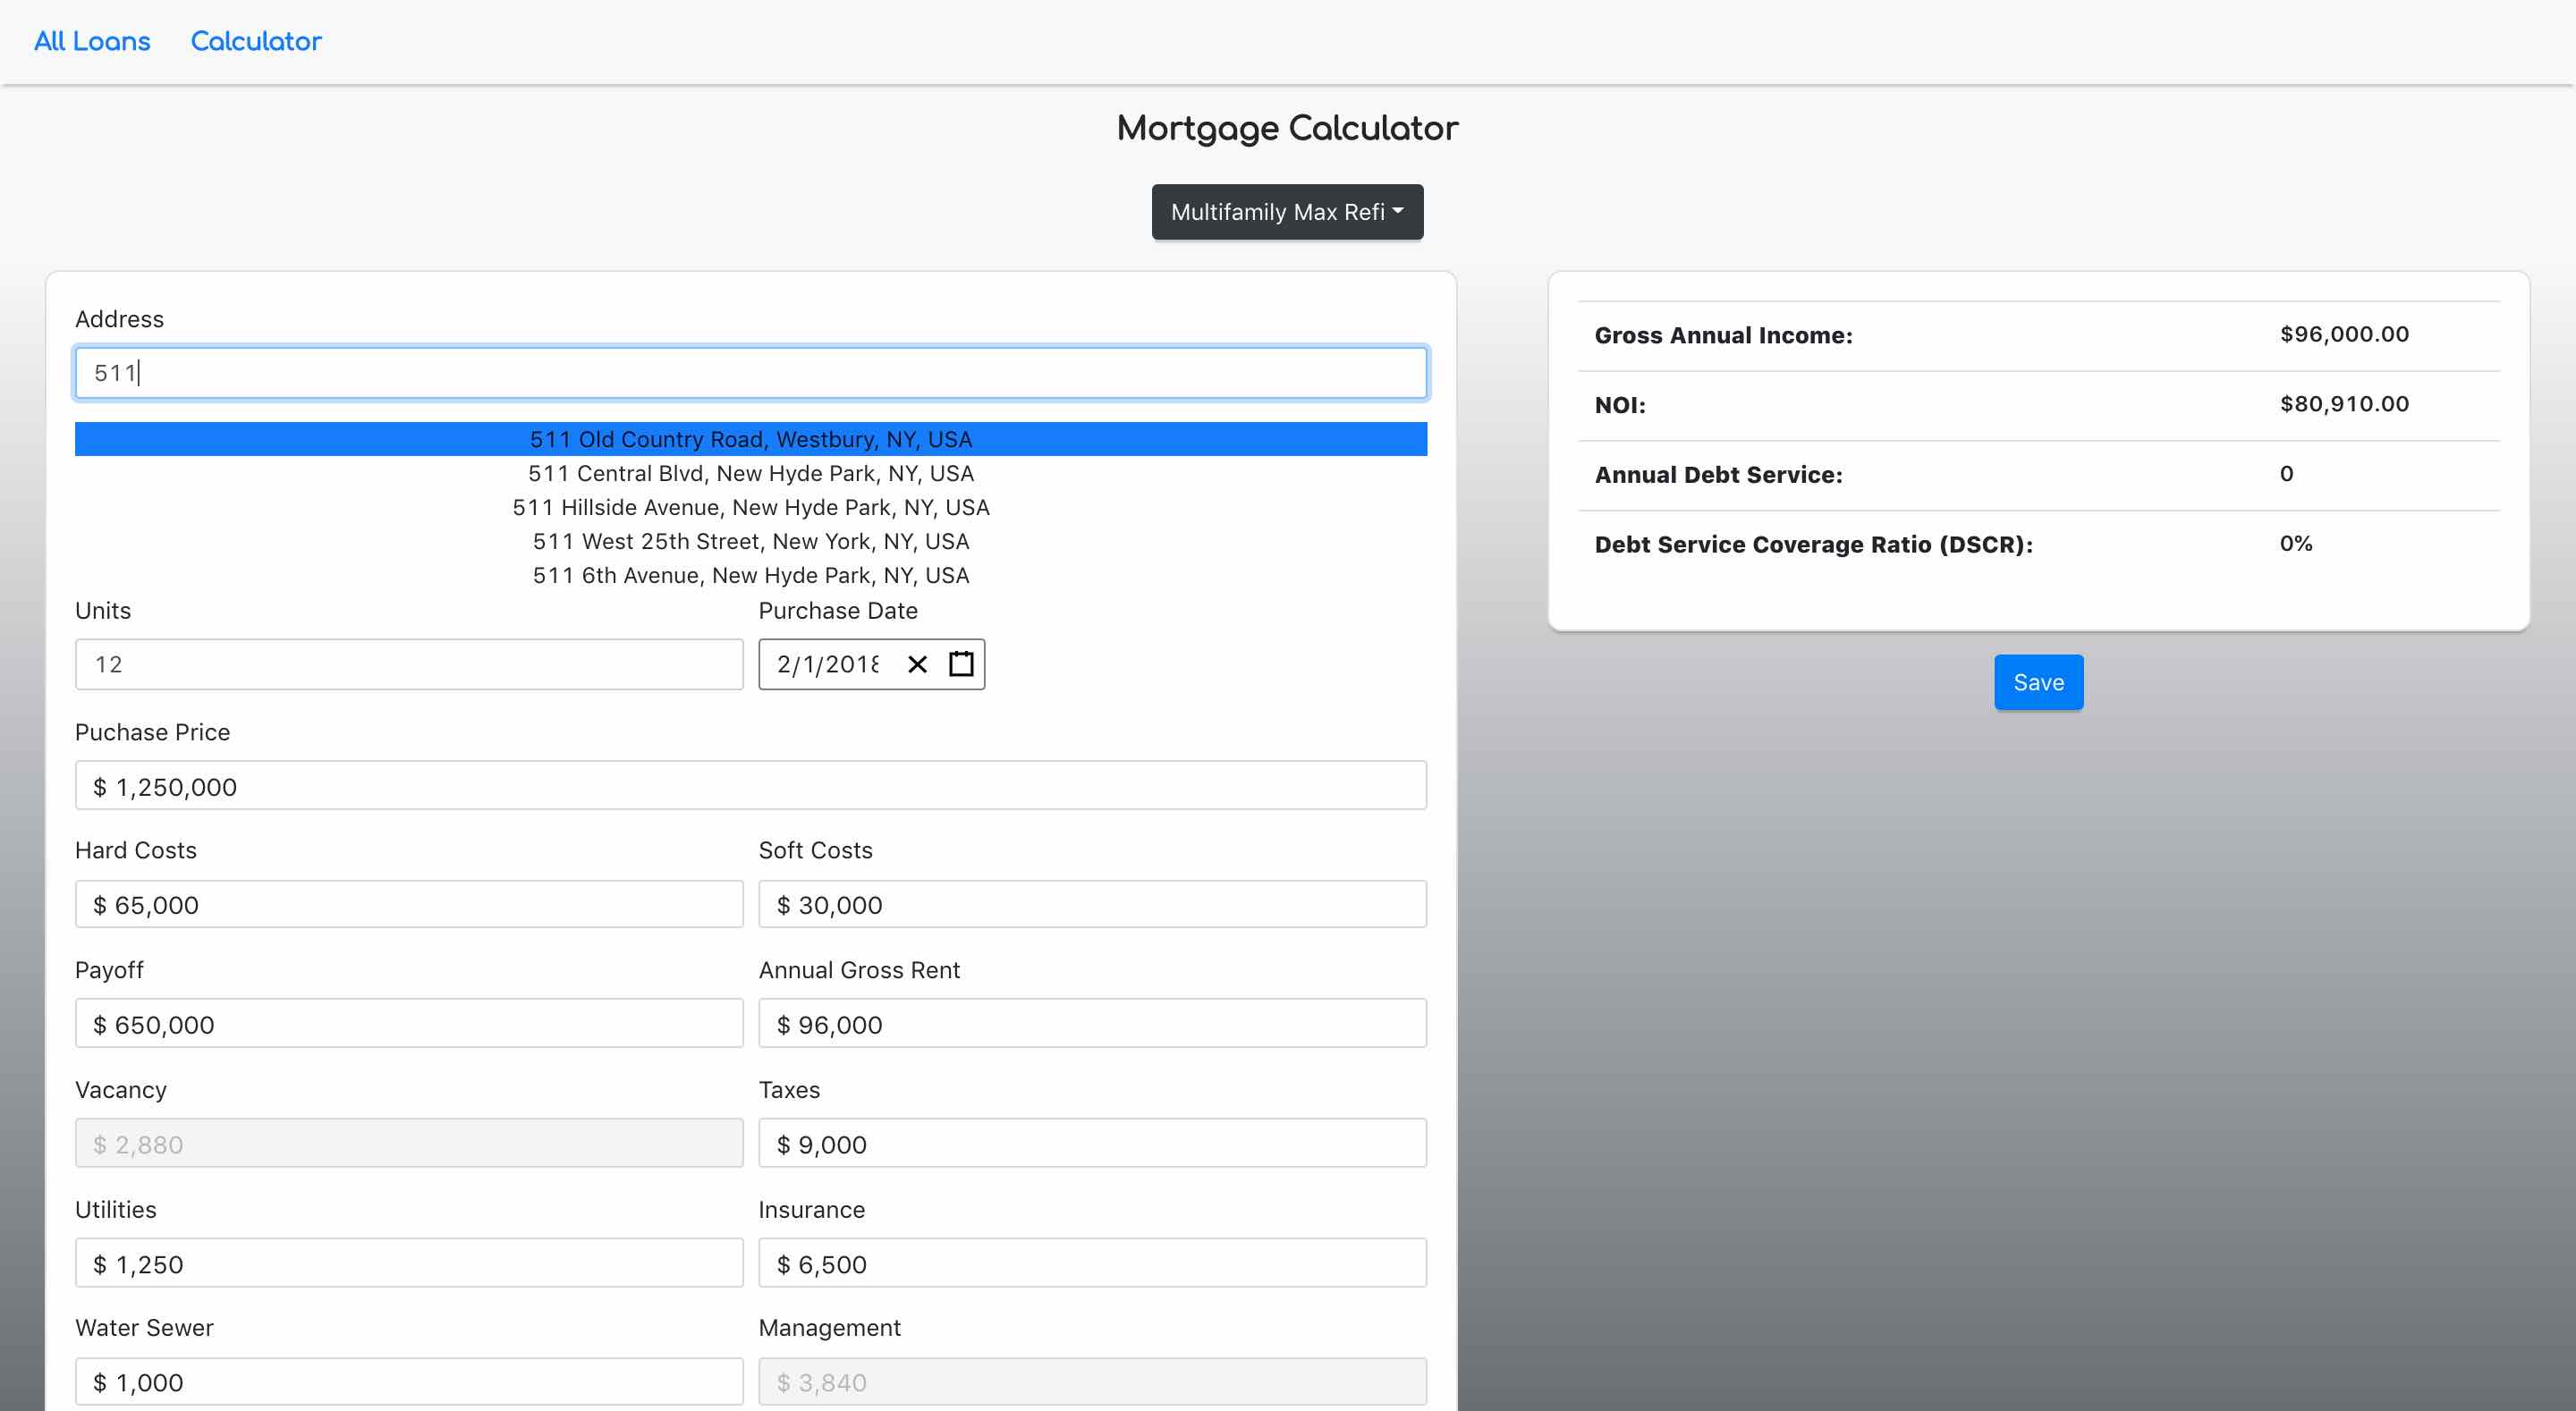 All Loans Calculator
Mortgage Calculator
Multifamily Max Refi
Address
511
511 Old Country Road, Westbury, NY, USA
511 Central Blvd, New Hyde Park, NY, USA
511 Hillside Avenue, New Hyde Park, NY, USA
511 West 25th Street, New York, NY, USA
511 6th Avenue, New Hyde Park, NY, USA
Units Purchase Date
12 2/1/2018
Puchase Price
$ 1,250,000
Hard Costs Soft Costs
$ 65,000 $ 30,000
Payoff Annual Gross Rent
$ 650,000 $ 96,000
Vacancy Taxes
$ 2,880 $ 9,000
Utilities Insurance
$ 1,250 $ 6,500
Water Sewer Management
$ 1,000 $ 3,840
Gross Annual Income: $96,000.00
NOI: $80,910.00
Annual Debt Service: 0
Debt Service Coverage Ratio (DSCR): 0%
Save